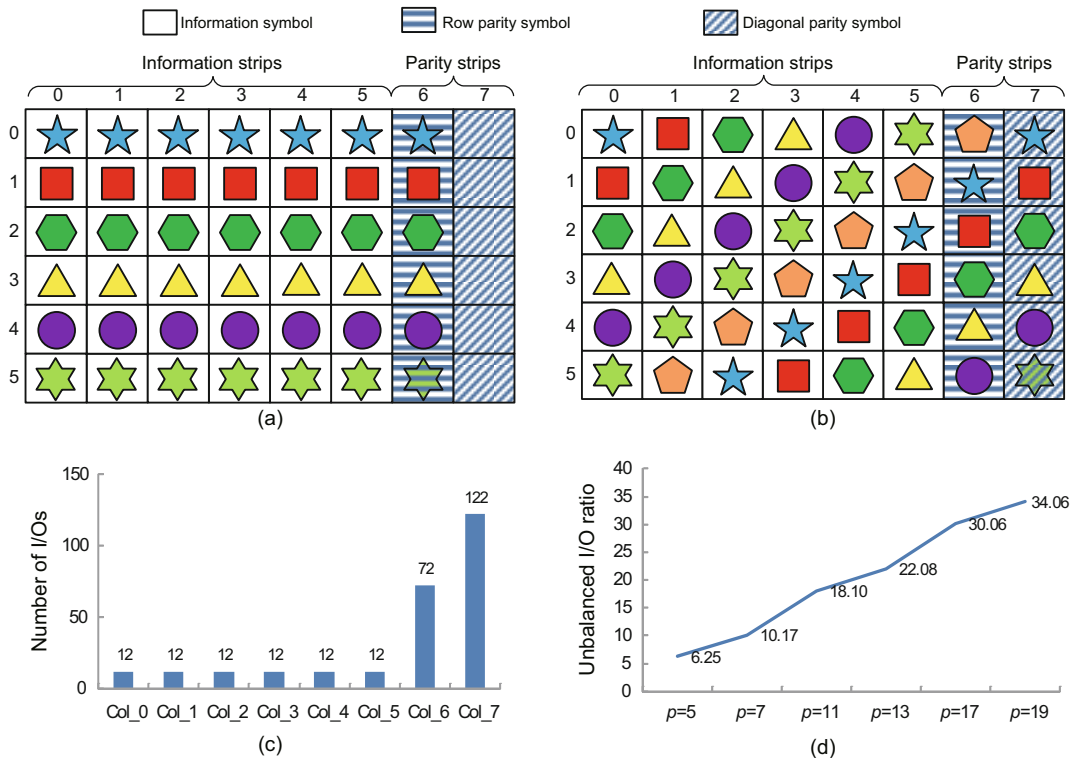 Information symbol
Row parity symbol
Diagonal parity symbol
Information strips
Parity strips
0 1 2 3 4 5 6 7
0
1
2
3
4
5
(a)
Information strips
Parity strips
0 1 2 3 4 5 6 7
0
1
2
3
4
5
(b)
Number of I/Os
150
100
50
0
12 12 12 12 12 12 72 122
Col_0 Col_1 Col_2 Col_3 Col_4 Col_5 Col_6 Col_7
(c)
Unbalanced I/O ratio
40
35
30
25
20
15
10
5
0
6.25
10.17
18.10
22.08
30.06
34.06
p=5 p=7 p=11 p=13 p=17 p=19
(d)